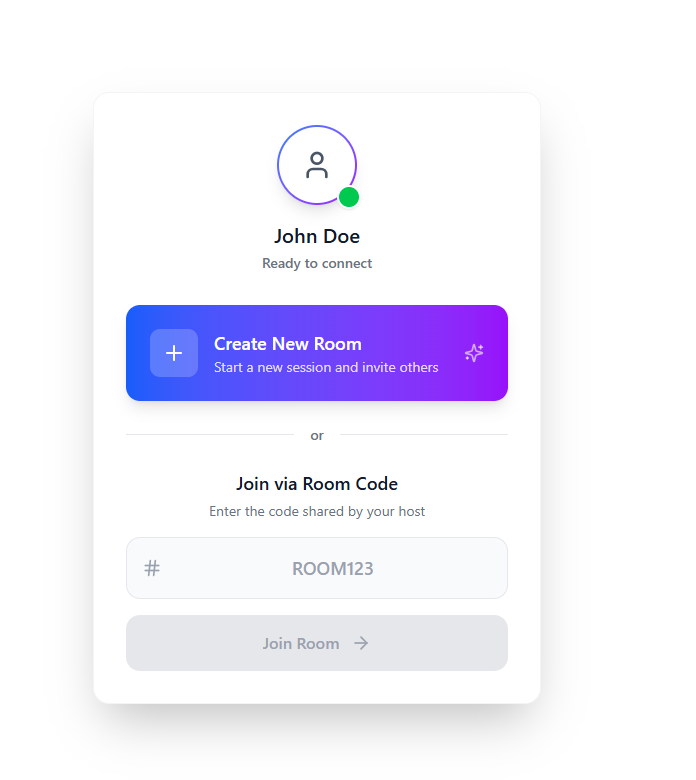 John Doe
Ready to connect
Create New Room
Start a new session and invite others
or
Join via Room Code
Enter the code shared by your host
# ROOM123
Join Room →